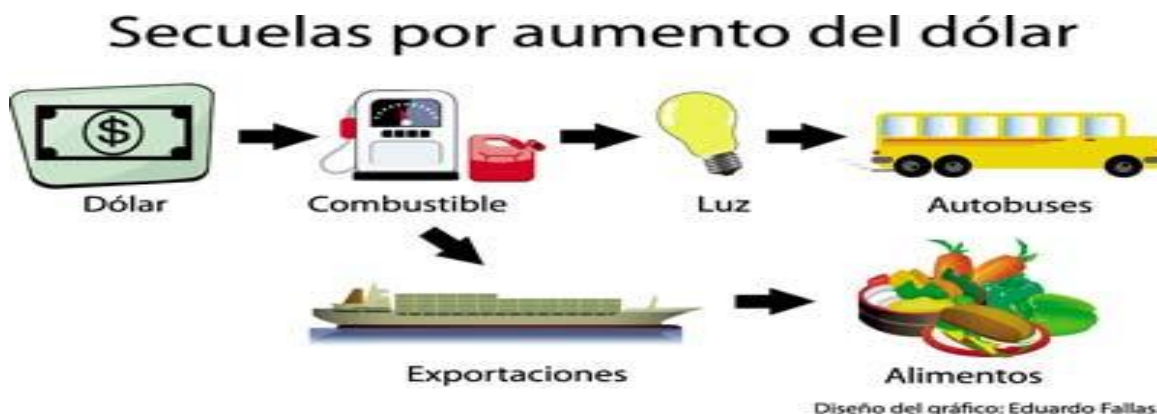 Secuelas por aumento del dólar
$
Dólar
Combustible
Luz
Autobuses
Exportaciones
Alimentos
Diseño del gráfico: Eduardo Fallas